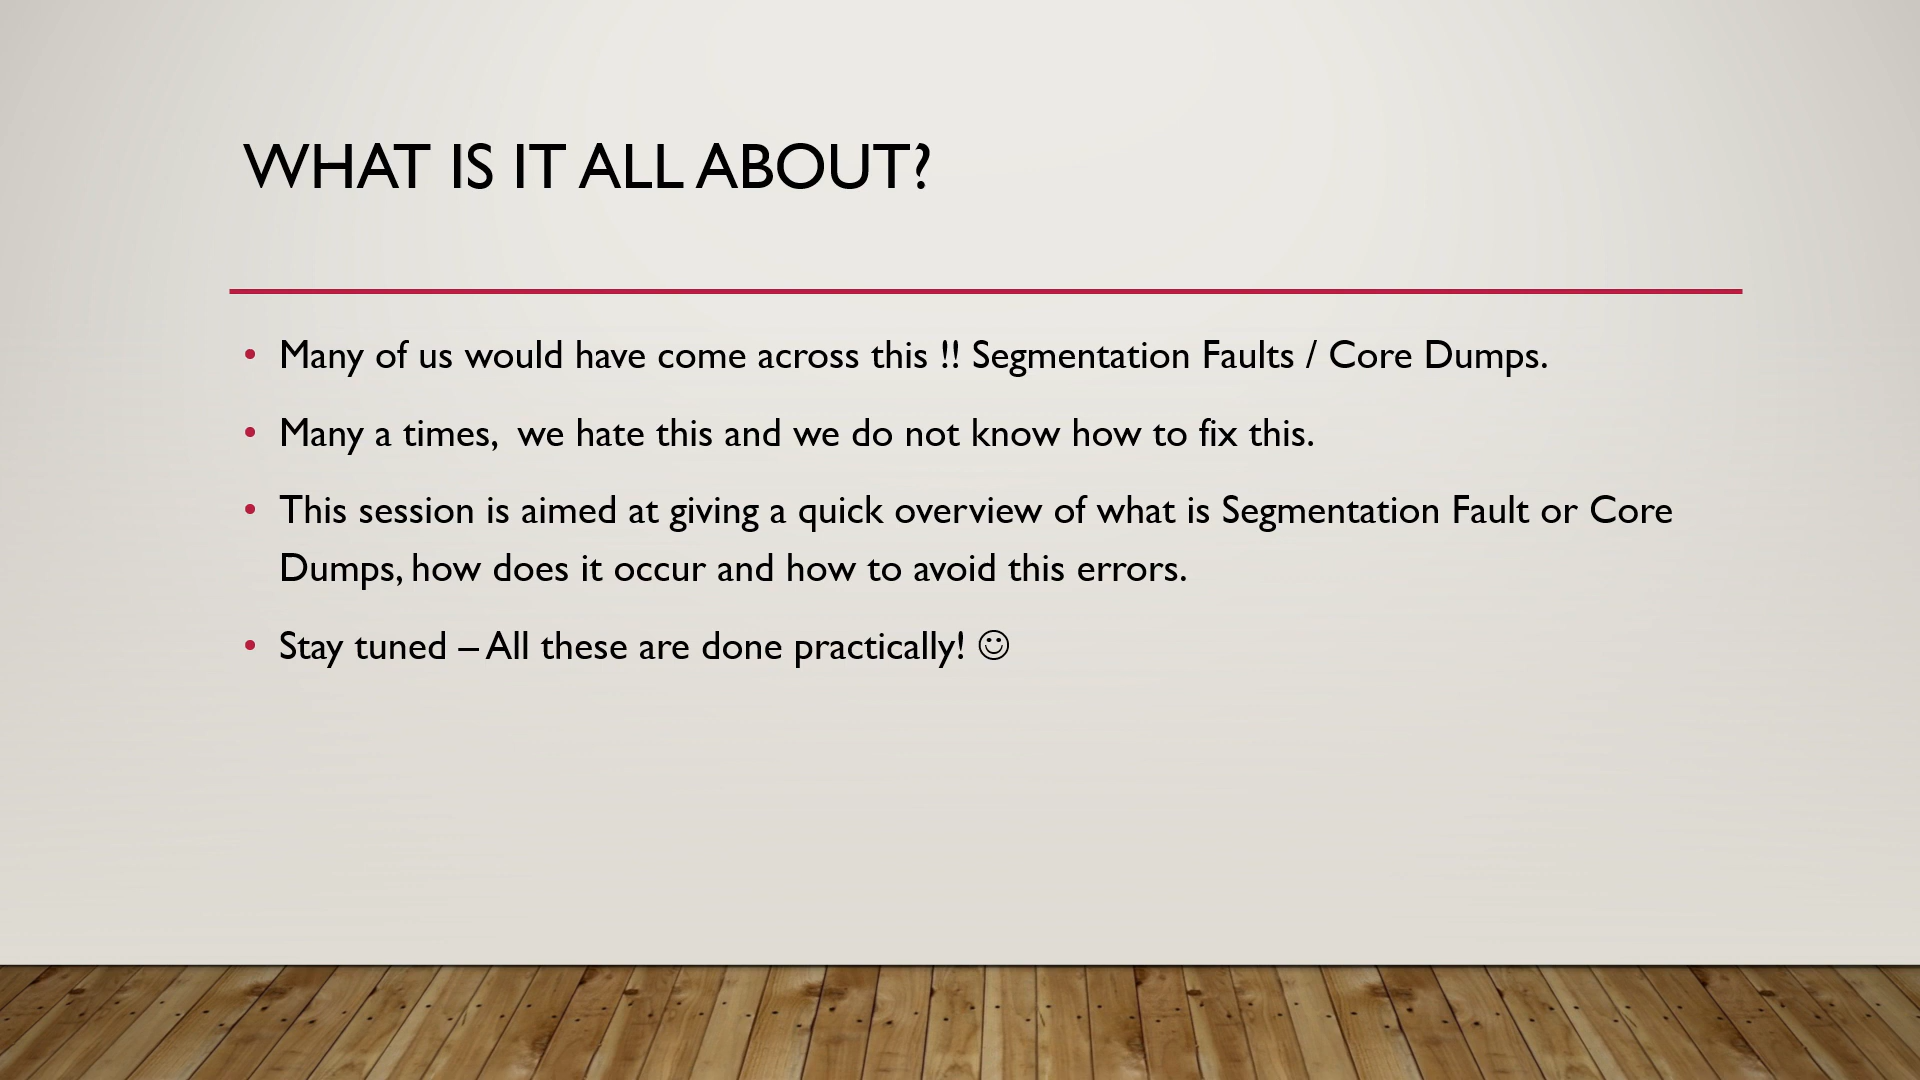 WHAT IS IT ALL ABOUT?
• Many of us would have come across this !! Segmentation Faults / Core Dumps.
• Many a times,  we hate this and we do not know how to fix this.
• This session is aimed at giving a quick overview of what is Segmentation Fault or Core
Dumps, how does it occur and how to avoid this errors.
• Stay tuned – All these are done practically! ☺